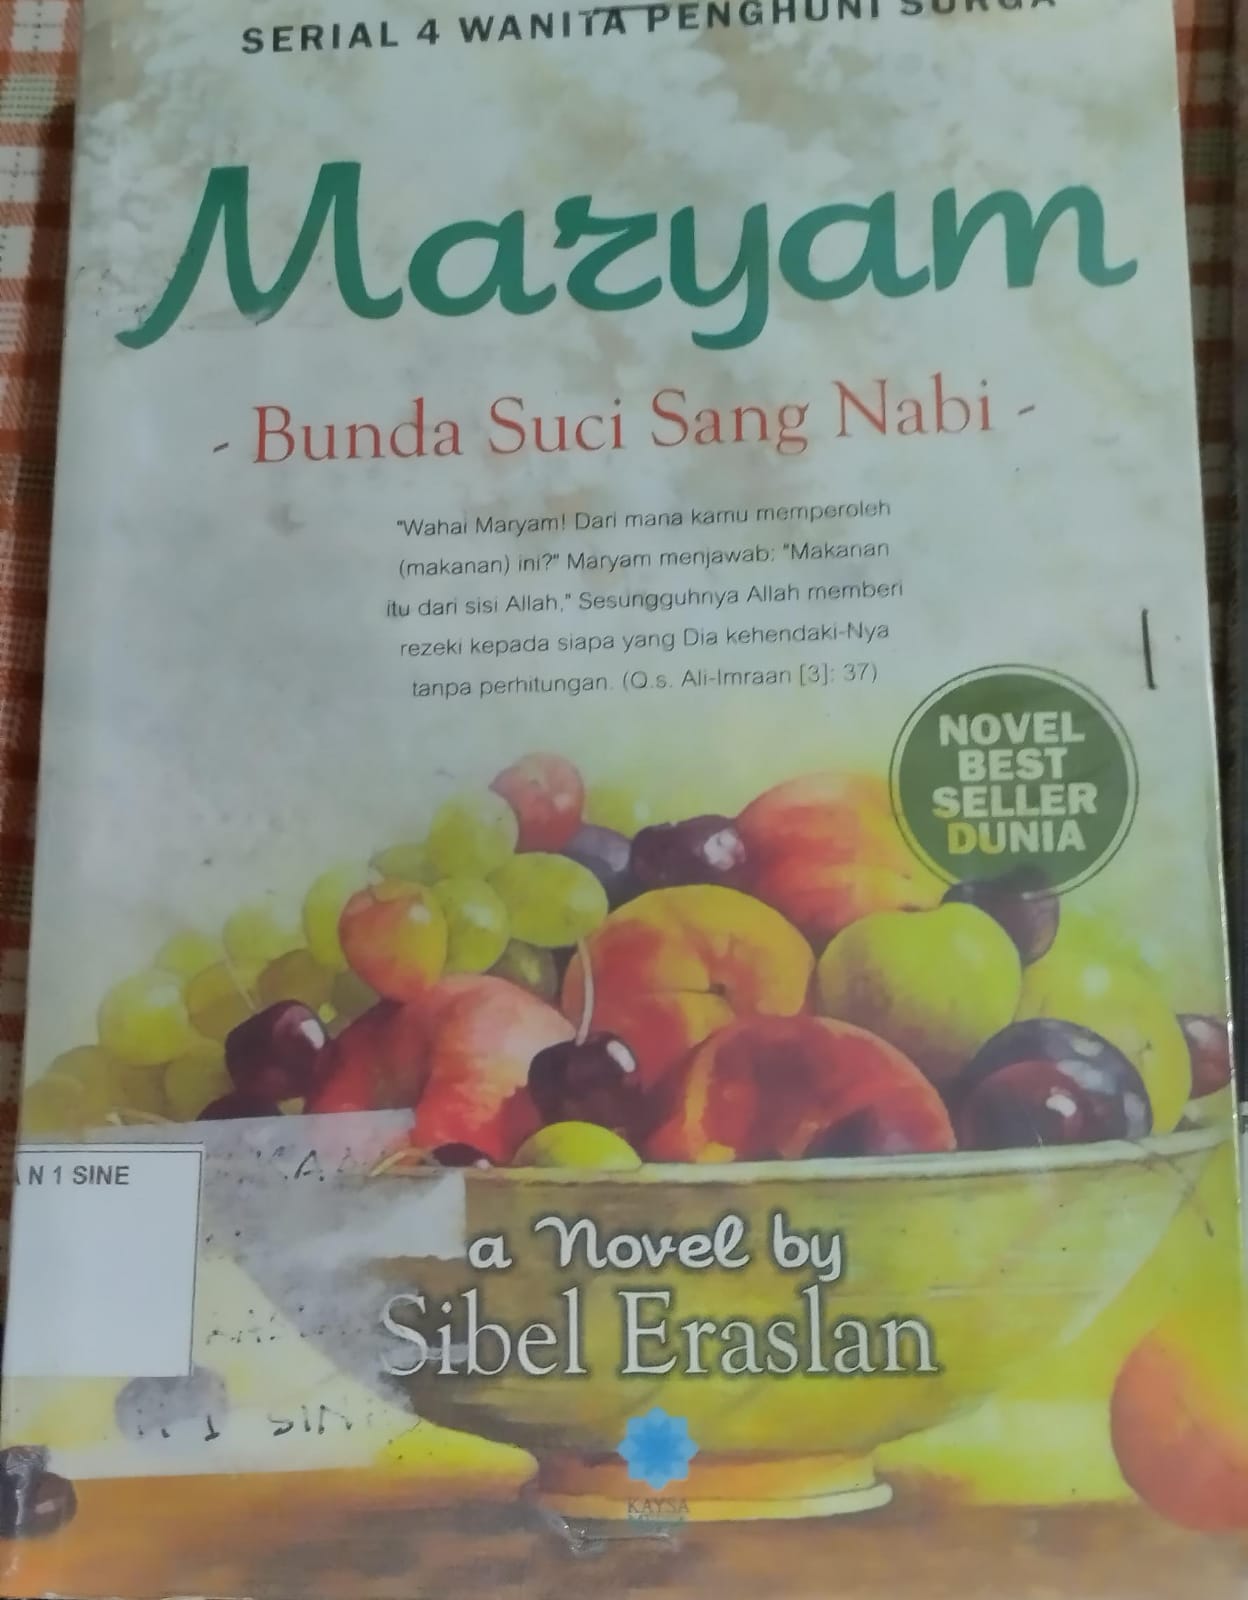 SERIAL 4 WANITA PENGHUNI SURGA
Maryam
- Bunda Suci Sang Nabi -
"Wahai Maryam! Dari mana kamu memperoleh
(makanan) ini?" Maryam menjawab: "Makanan
itu dari sisi Allah," Sesungguhnya Allah memberi
rezeki kepada siapa yang Dia kehendaki-Nya
tanpa perhitungan. (Q.s. Ali-Imraan [3]: 37)
NOVEL
BEST
SELLER
DUNIA
N 1 SINE
a Novel by
Sibel Eraslan
KAYSA